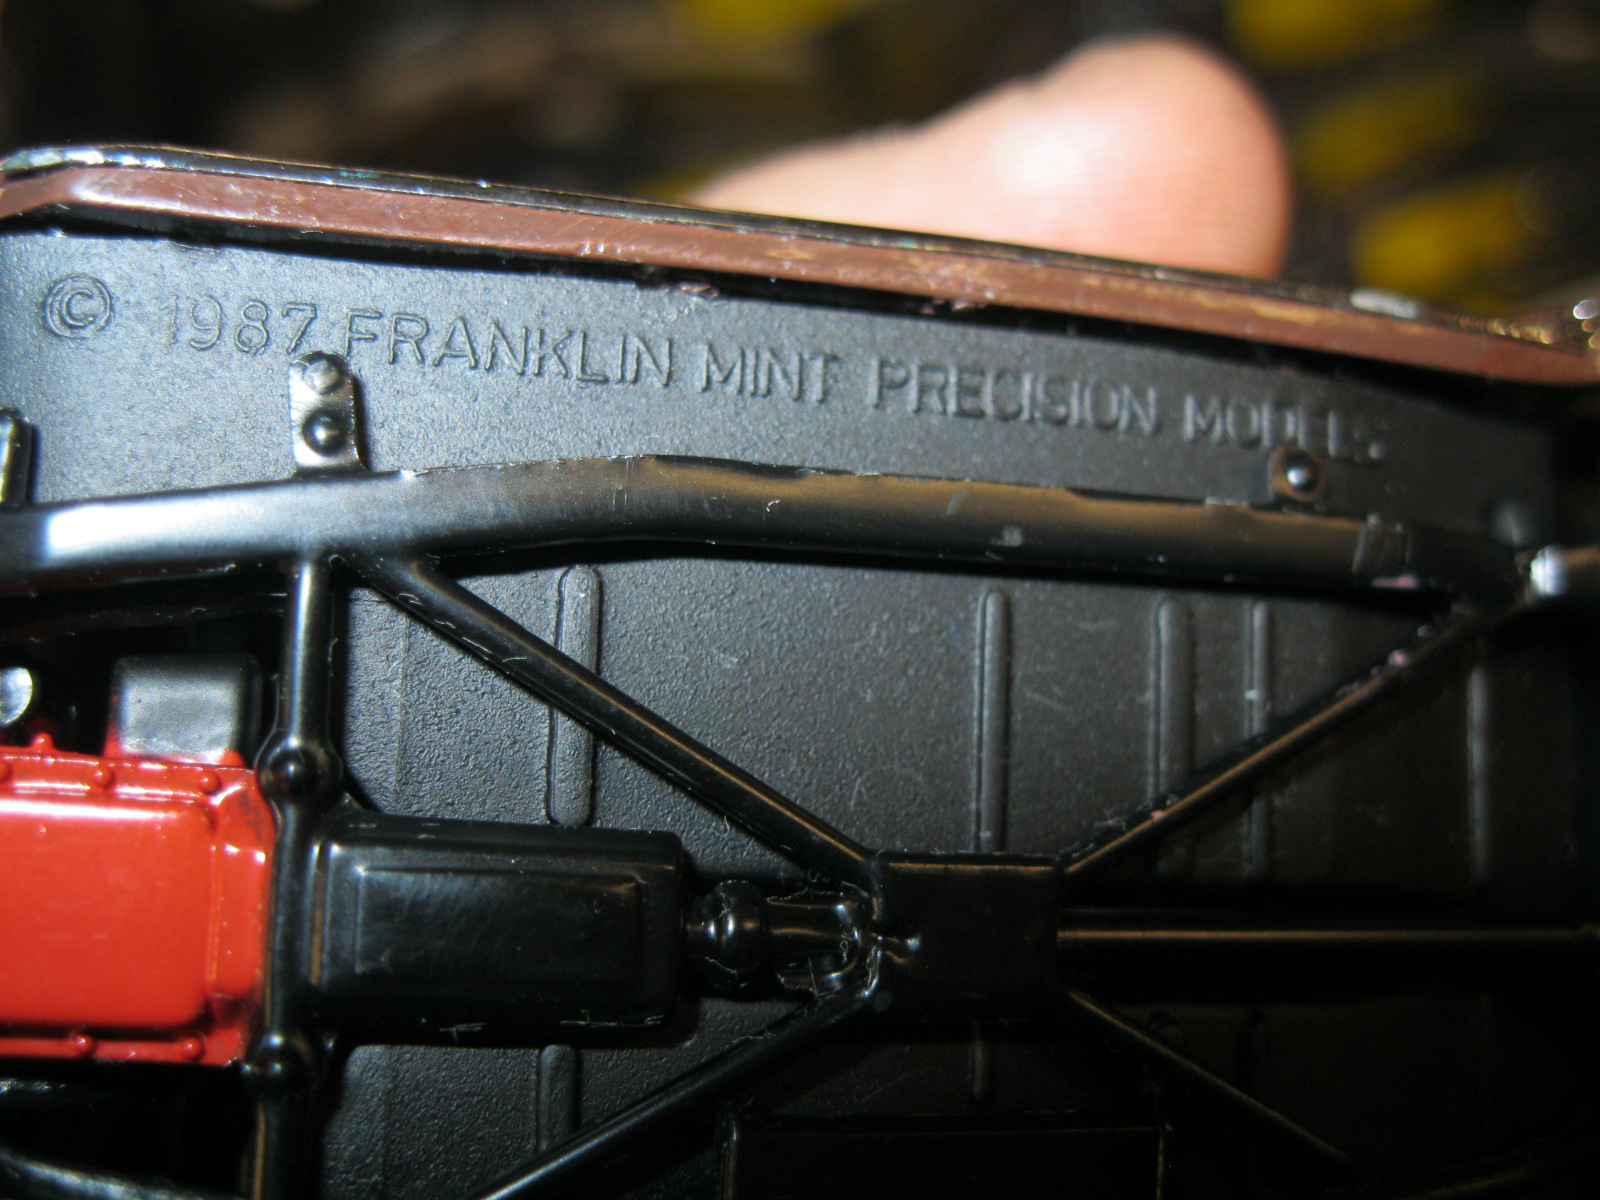 © 1987 FRANKLIN MINT PRECISION MODELS